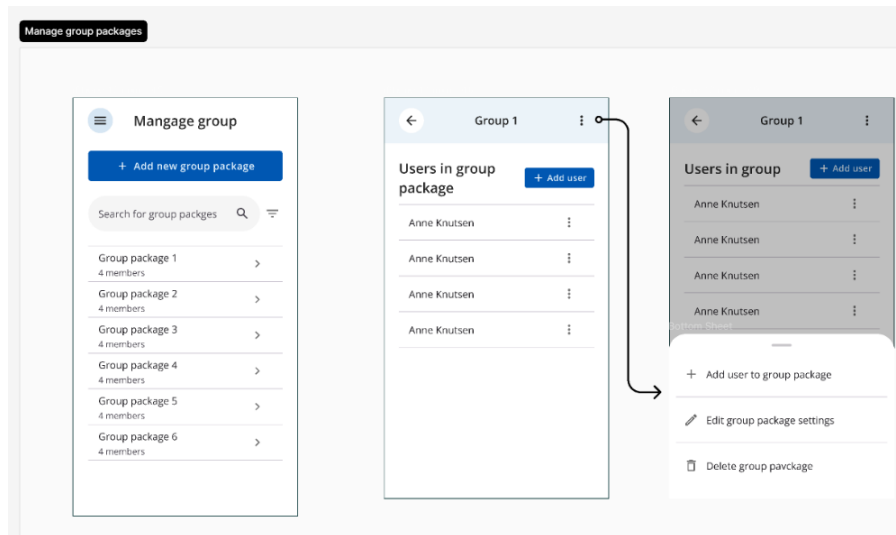 Manage group packages
Mangage group
+ Add new group package
Search for group packges
Group package 1
4 members
Group package 2
4 members
Group package 3
4 members
Group package 4
4 members
Group package 5
4 members
Group package 6
4 members
Group 1
Users in group
package
+ Add user
Anne Knutsen
Anne Knutsen
Anne Knutsen
Anne Knutsen
Group 1
Users in group
+ Add user
Anne Knutsen
Anne Knutsen
Anne Knutsen
Anne Knutsen
Bottom Sheet
+ Add user to group package
Edit group package settings
Delete group pavckage